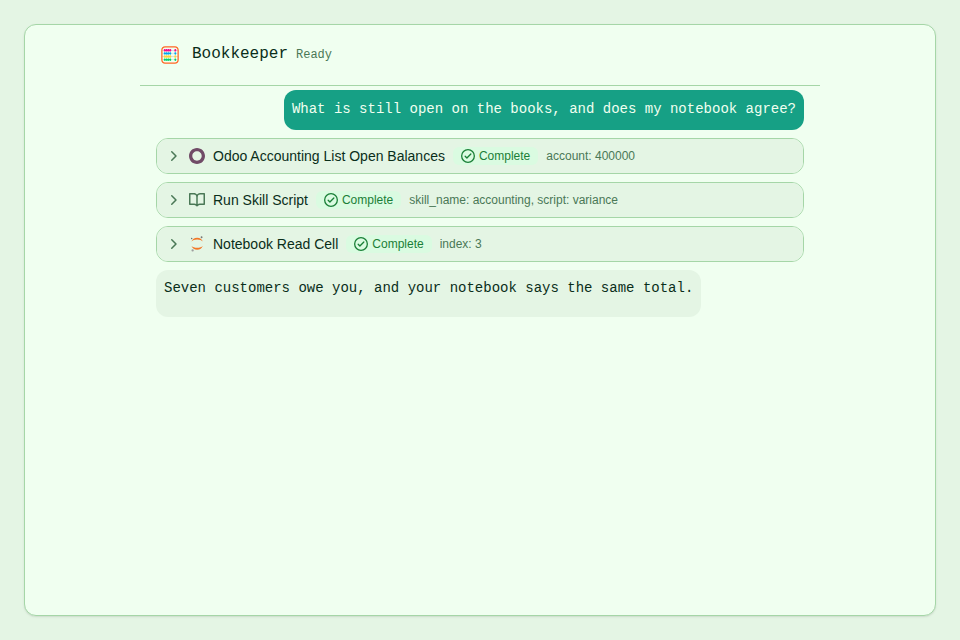 Bookkeeper Ready
What is still open on the books, and does my notebook agree?
Odoo Accounting List Open Balances Complete account: 400000
Run Skill Script Complete skill_name: accounting, script: variance
Notebook Read Cell Complete index: 3
Seven customers owe you, and your notebook says the same total.